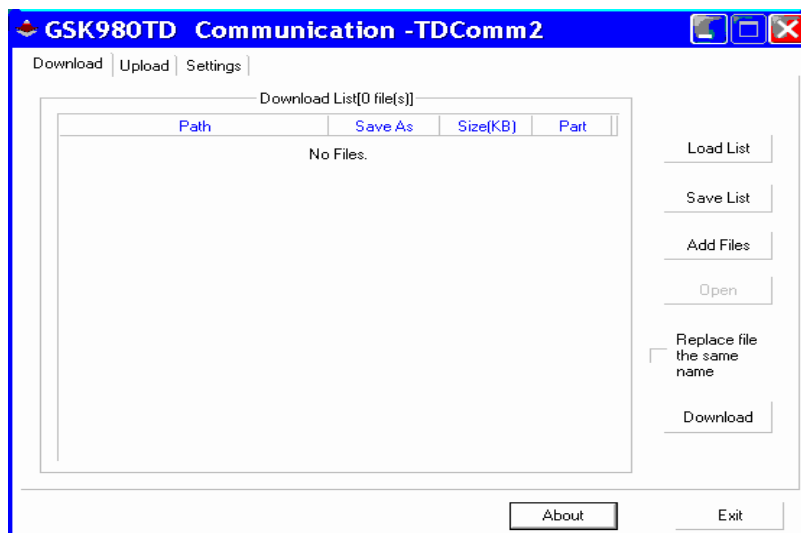 GSK980TD Communication -TDComm2
Download Upload Settings
Download List[0 file(s)]
Path Save As Size(KB) Part
No Files.
Load List
Save List
Add Files
Open
Replace file
the same
name
Download
About Exit